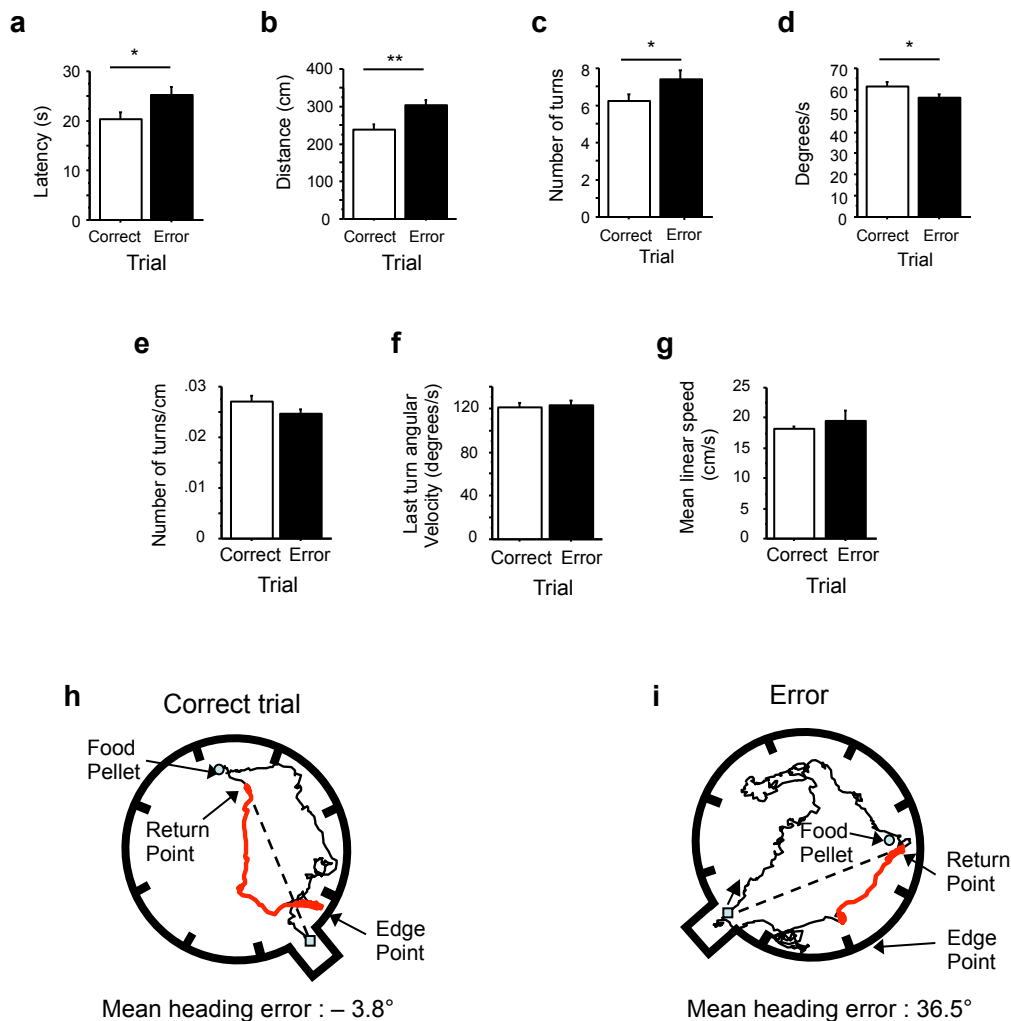 a
*
Latency (s)
30
20
10
0
Correct Error
Trial
b
**
Distance (cm)
400
300
200
100
0
Correct Error
Trial
c
*
Number of turns
8
6
4
2
0
Correct Error
Trial
d
*
Degrees/s
70
60
50
40
30
20
10
0
Correct Error
Trial
e
Number of turns/cm
.03
.02
.01
0
Correct Error
Trial
f
Last turn angular
Velocity (degrees/s)
120
80
40
0
Correct Error
Trial
g
Mean linear speed
(cm/s)
25
20
15
10
5
0
Correct Error
Trial
h
Correct trial
Food
Pellet
Return
Point
Edge
Point
Mean heading error : – 3.8°
i
Error
Food
Pellet
Return
Point
Edge
Point
Mean heading error : 36.5°